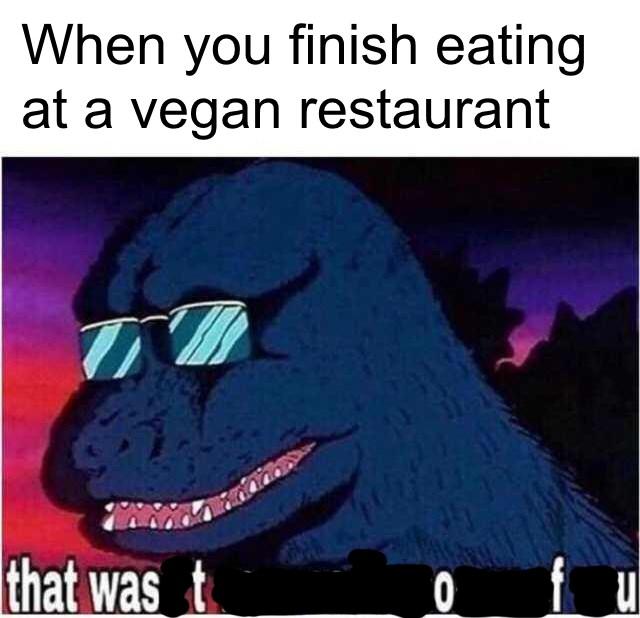 When you finish eating
at a vegan restaurant
that was t o f u